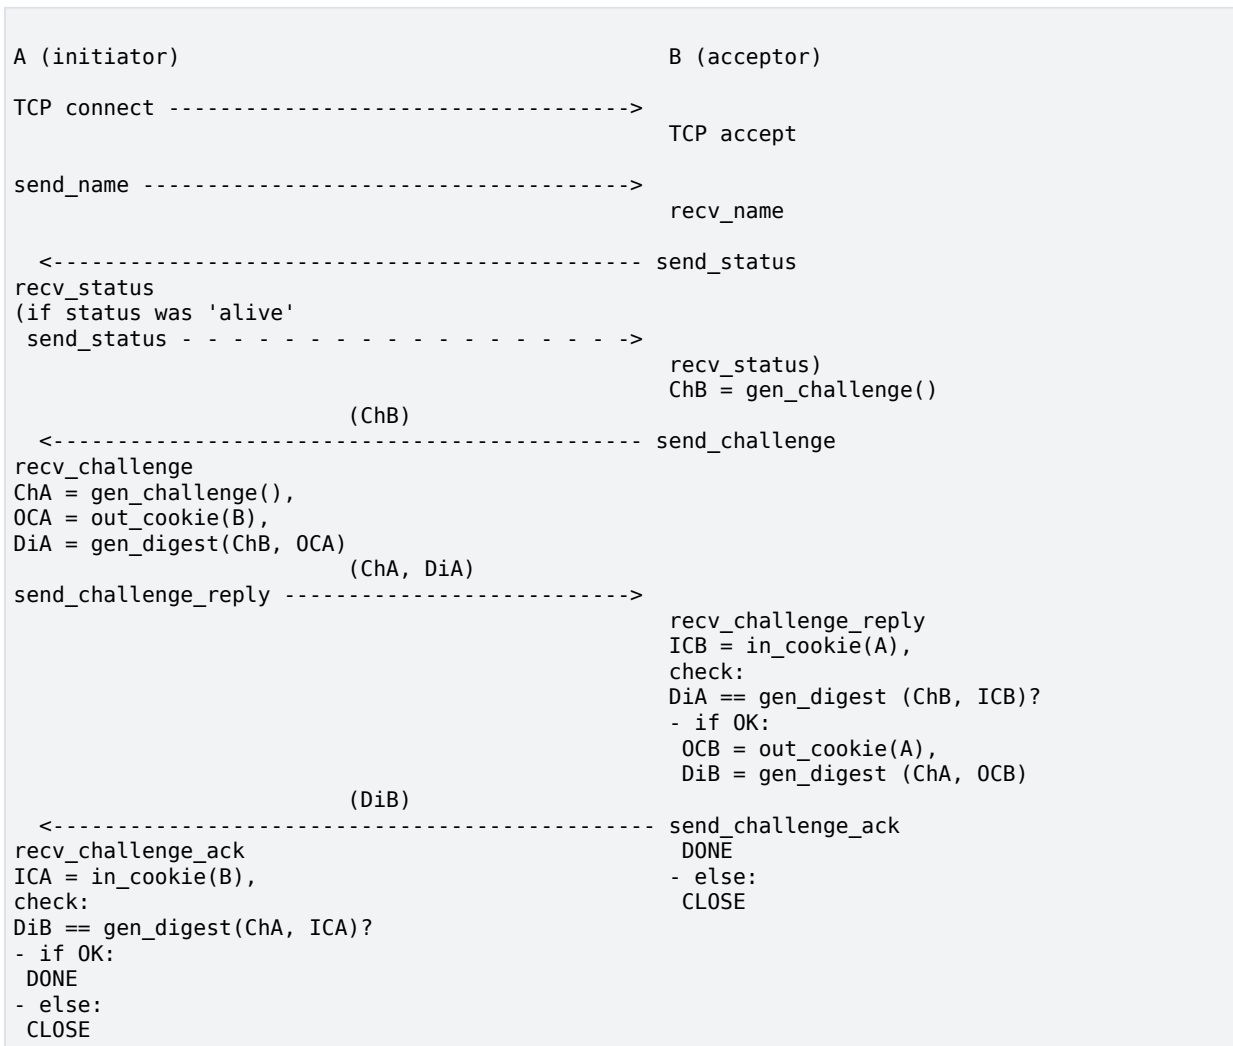 A (initiator)                                      B (acceptor)
TCP connect ------------------------------------>
                                                   TCP accept
send_name -------------------------------------->
                                                   recv_name
  <---------------------------------------------- send_status
recv_status
(if status was 'alive'
 send_status - - - - - - - - - - - - - - - - - ->
                                                   recv_status)
                                                   ChB = gen_challenge()
                          (ChB)
  <---------------------------------------------- send_challenge
recv_challenge
ChA = gen_challenge(),
OCA = out_cookie(B),
DiA = gen_digest(ChB, OCA)
                          (ChA, DiA)
send_challenge_reply --------------------------->
                                                   recv_challenge_reply
                                                   ICB = in_cookie(A),
                                                   check:
                                                   DiA == gen_digest (ChB, ICB)?
                                                   - if OK:
                                                    OCB = out_cookie(A),
                                                    DiB = gen_digest (ChA, OCB)
                          (DiB)
  <----------------------------------------------- send_challenge_ack
recv_challenge_ack                                  DONE
ICA = in_cookie(B),                                - else:
check:                                              CLOSE
DiB == gen_digest(ChA, ICA)?
- if OK:
 DONE
- else:
 CLOSE